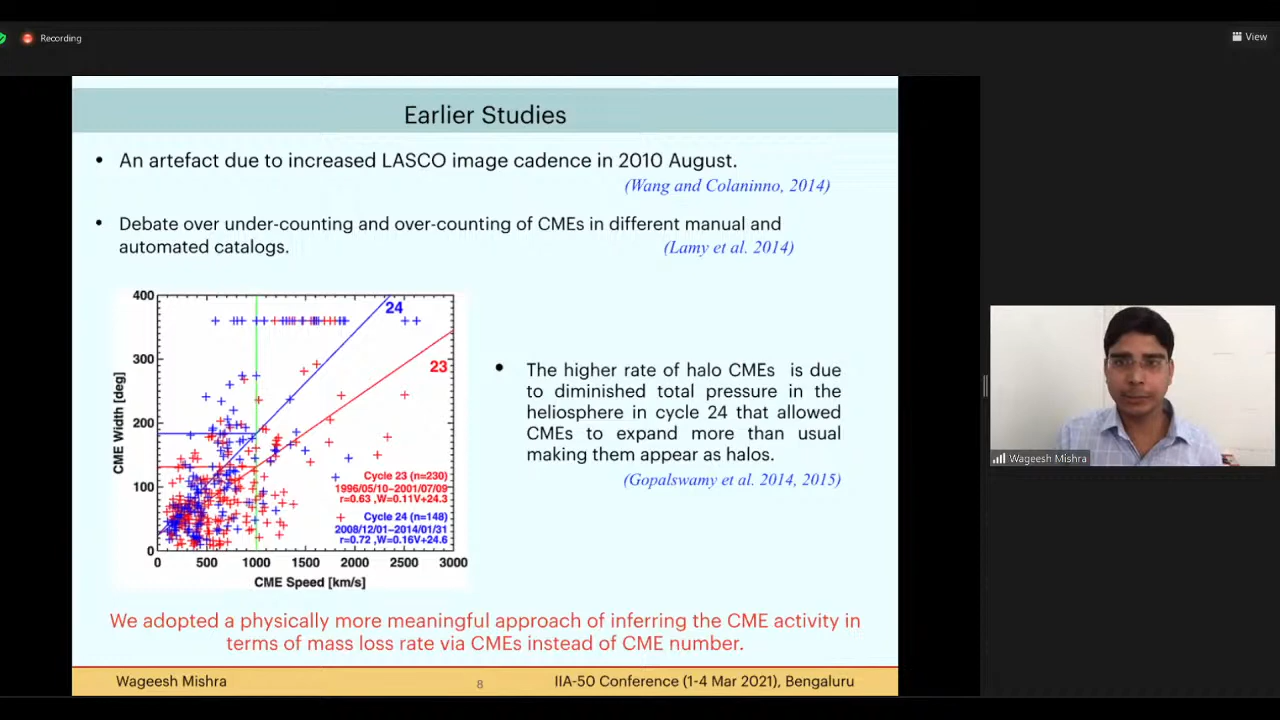 Recording
View
Earlier Studies
• An artefact due to increased LASCO image cadence in 2010 August.
(Wang and Colaninno, 2014)
• Debate over under-counting and over-counting of CMEs in different manual and
automated catalogs.
(Lamy et al. 2014)
400
300
200
100
0
CME Width [deg]
24
23
Cycle 23 (n=230)
1996/05/10-2001/07/09
r=0.63 ,W=0.11V+24.3
Cycle 24 (n=148)
2008/12/01-2014/01/31
r=0.72 ,W=0.16V+24.6
0 500 1000 1500 2000 2500 3000
CME Speed [km/s]
• The higher rate of halo CMEs is due
to diminished total pressure in the
heliosphere in cycle 24 that allowed
CMEs to expand more than usual
making them appear as halos.
(Gopalswamy et al. 2014, 2015)
We adopted a physically more meaningful approach of inferring the CME activity in
terms of mass loss rate via CMEs instead of CME number.
Wageesh Mishra
8
IIA-50 Conference (1-4 Mar 2021), Bengaluru
Wageesh Mishra